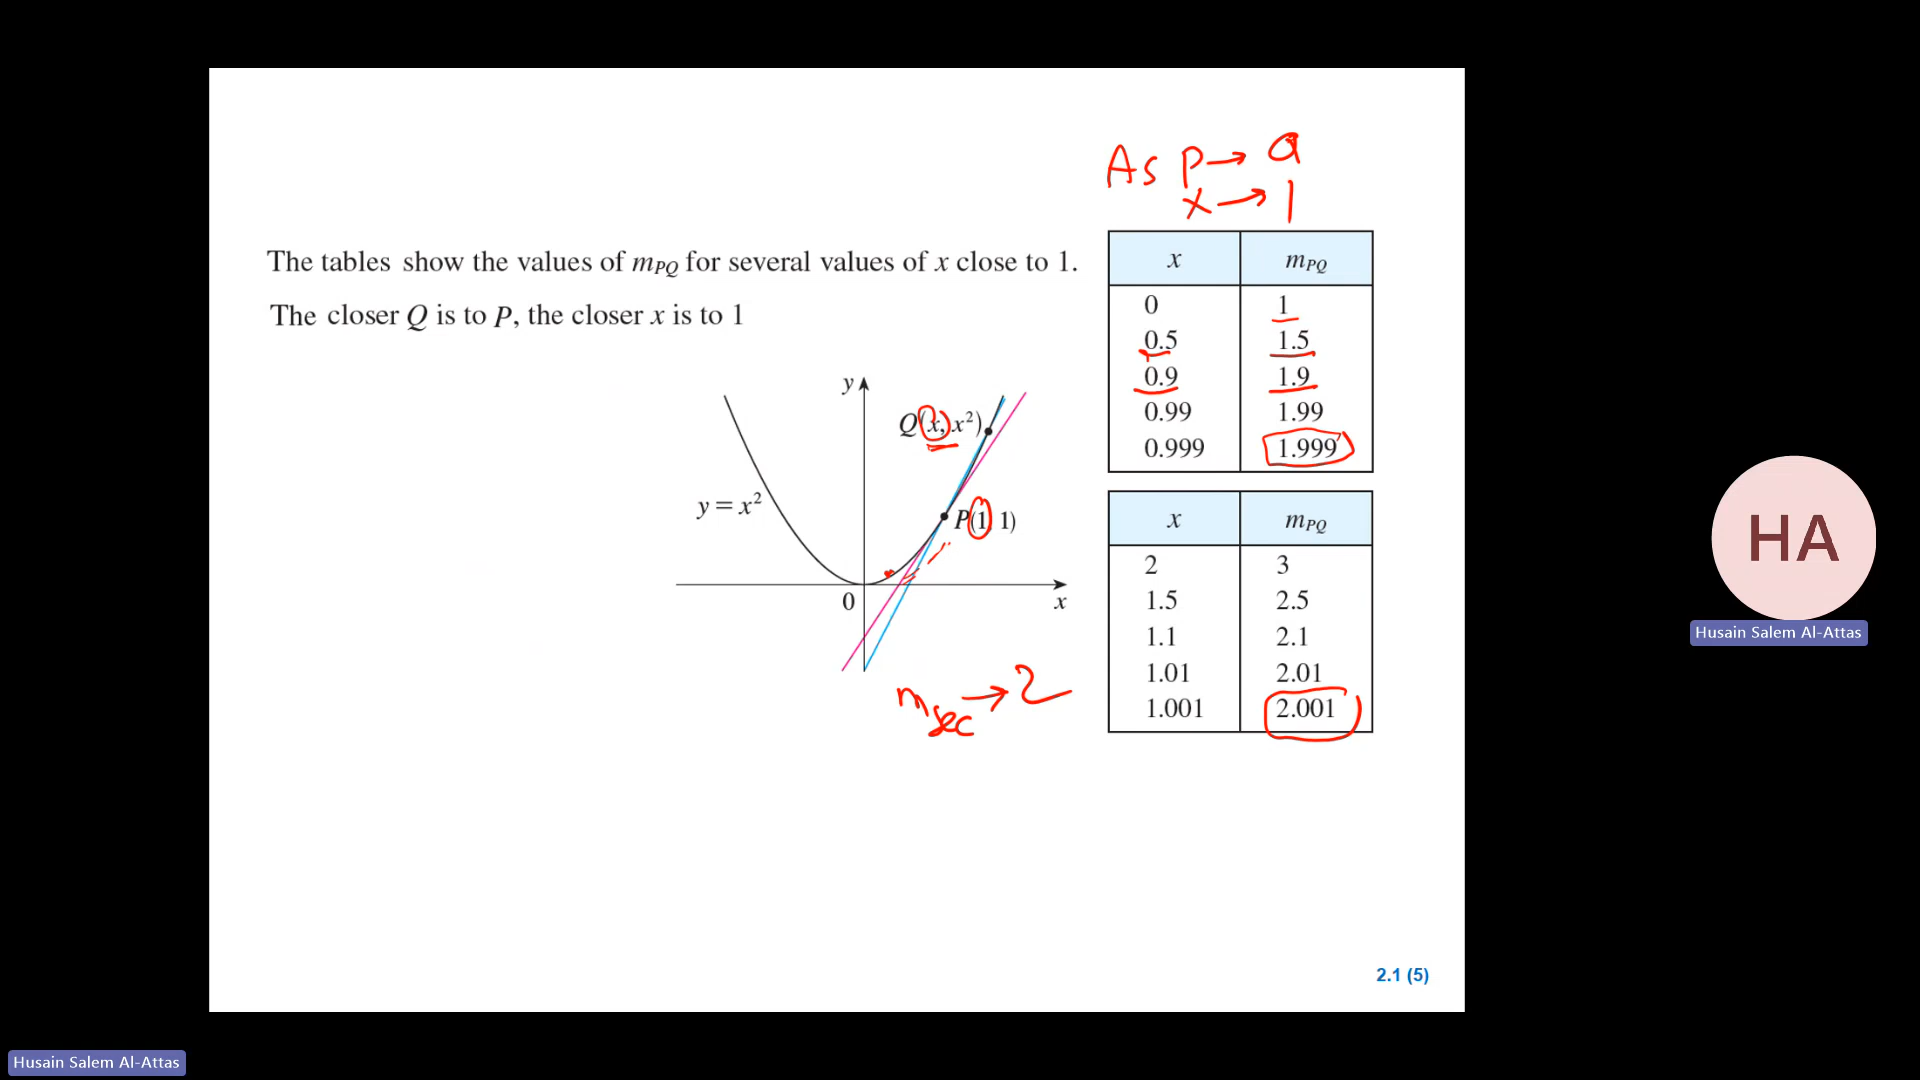 As P → Q
x → 1
The tables show the values of mPQ for several values of x close to 1.
The closer Q is to P, the closer x is to 1
x mPQ
0 1
0.5 1.5
0.9 1.9
0.99 1.99
0.999 1.999
y
Q(x, x²)
y = x²
P(1, 1)
0
x
msec → 2
x mPQ
2 3
1.5 2.5
1.1 2.1
1.01 2.01
1.001 2.001
HA
Husain Salem Al-Attas
2.1 (5)
Husain Salem Al-Attas